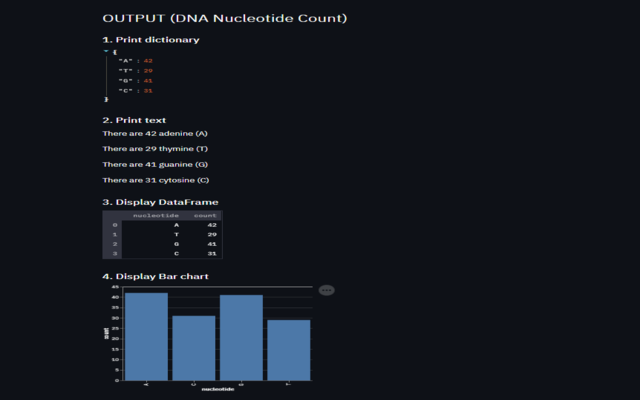 OUTPUT (DNA Nucleotide Count)
1. Print dictionary
{
"A" : 42
"T" : 29
"G" : 41
"C" : 31
}
2. Print text
There are 42 adenine (A)
There are 29 thymine (T)
There are 41 guanine (G)
There are 31 cytosine (C)
3. Display DataFrame
nucleotide count
0 A 42
1 T 29
2 G 41
3 C 31
4. Display Bar chart
45
40
35
30
25
20
15
10
5
0
count
A C G T
nucleotide